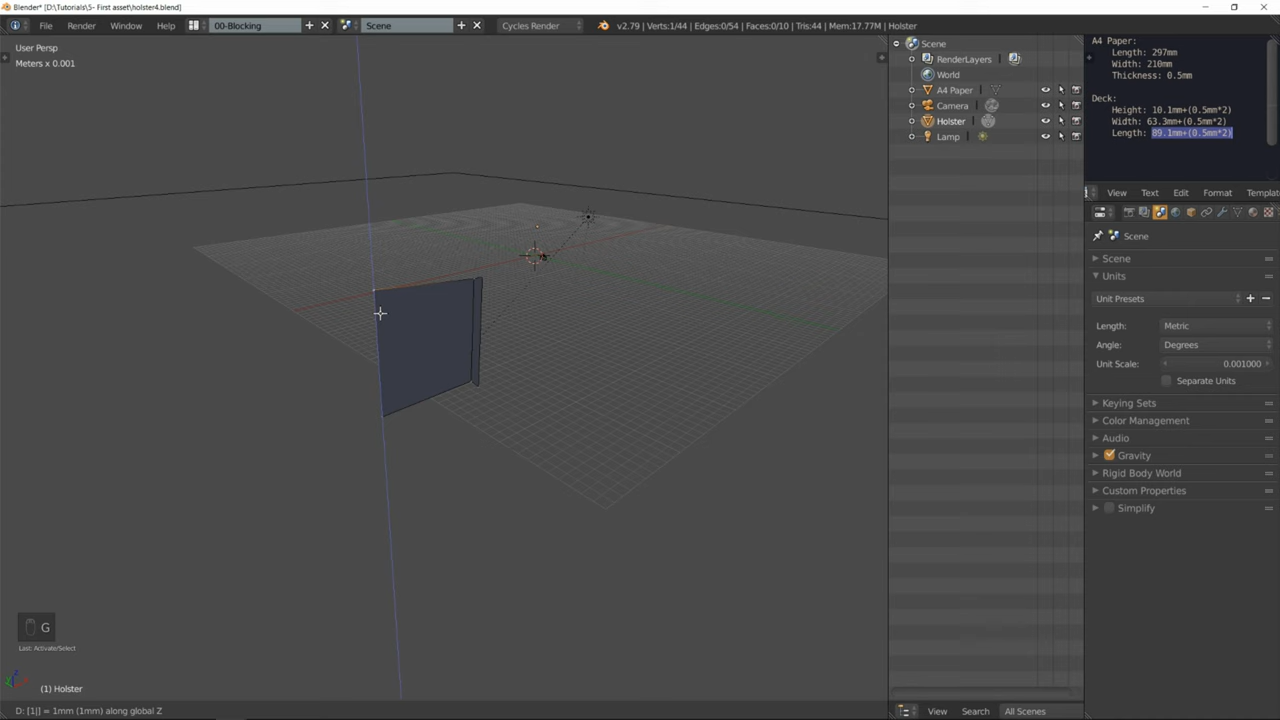 Blender* [D:\Tutorials\5- First asset\holster4.blend]
File Render Window Help 00-Blocking Scene Cycles Render v2.79 | Verts:1/44 | Edges:0/54 | Faces:0/10 | Tris:44 | Mem:17.77M | Holster
User Persp
Meters x 0.001
Scene
RenderLayers
World
A4 Paper
Camera
Holster
Lamp
A4 Paper:
Length: 297mm
Width: 210mm
Thickness: 0.5mm
Deck:
Height: 10.1mm+(0.5mm*2)
Width: 63.3mm+(0.5mm*2)
Length: 89.1mm+(0.5mm*2)
View Text Edit Format Templat
Scene
Scene
Units
Unit Presets
Length: Metric
Angle: Degrees
Unit Scale: 0.001000
Separate Units
Keying Sets
Color Management
Audio
Gravity
Rigid Body World
Custom Properties
Simplify
G
Last: Activate/Select
(1) Holster
D: [1|] = 1mm (1mm) along global Z
View Search All Scenes